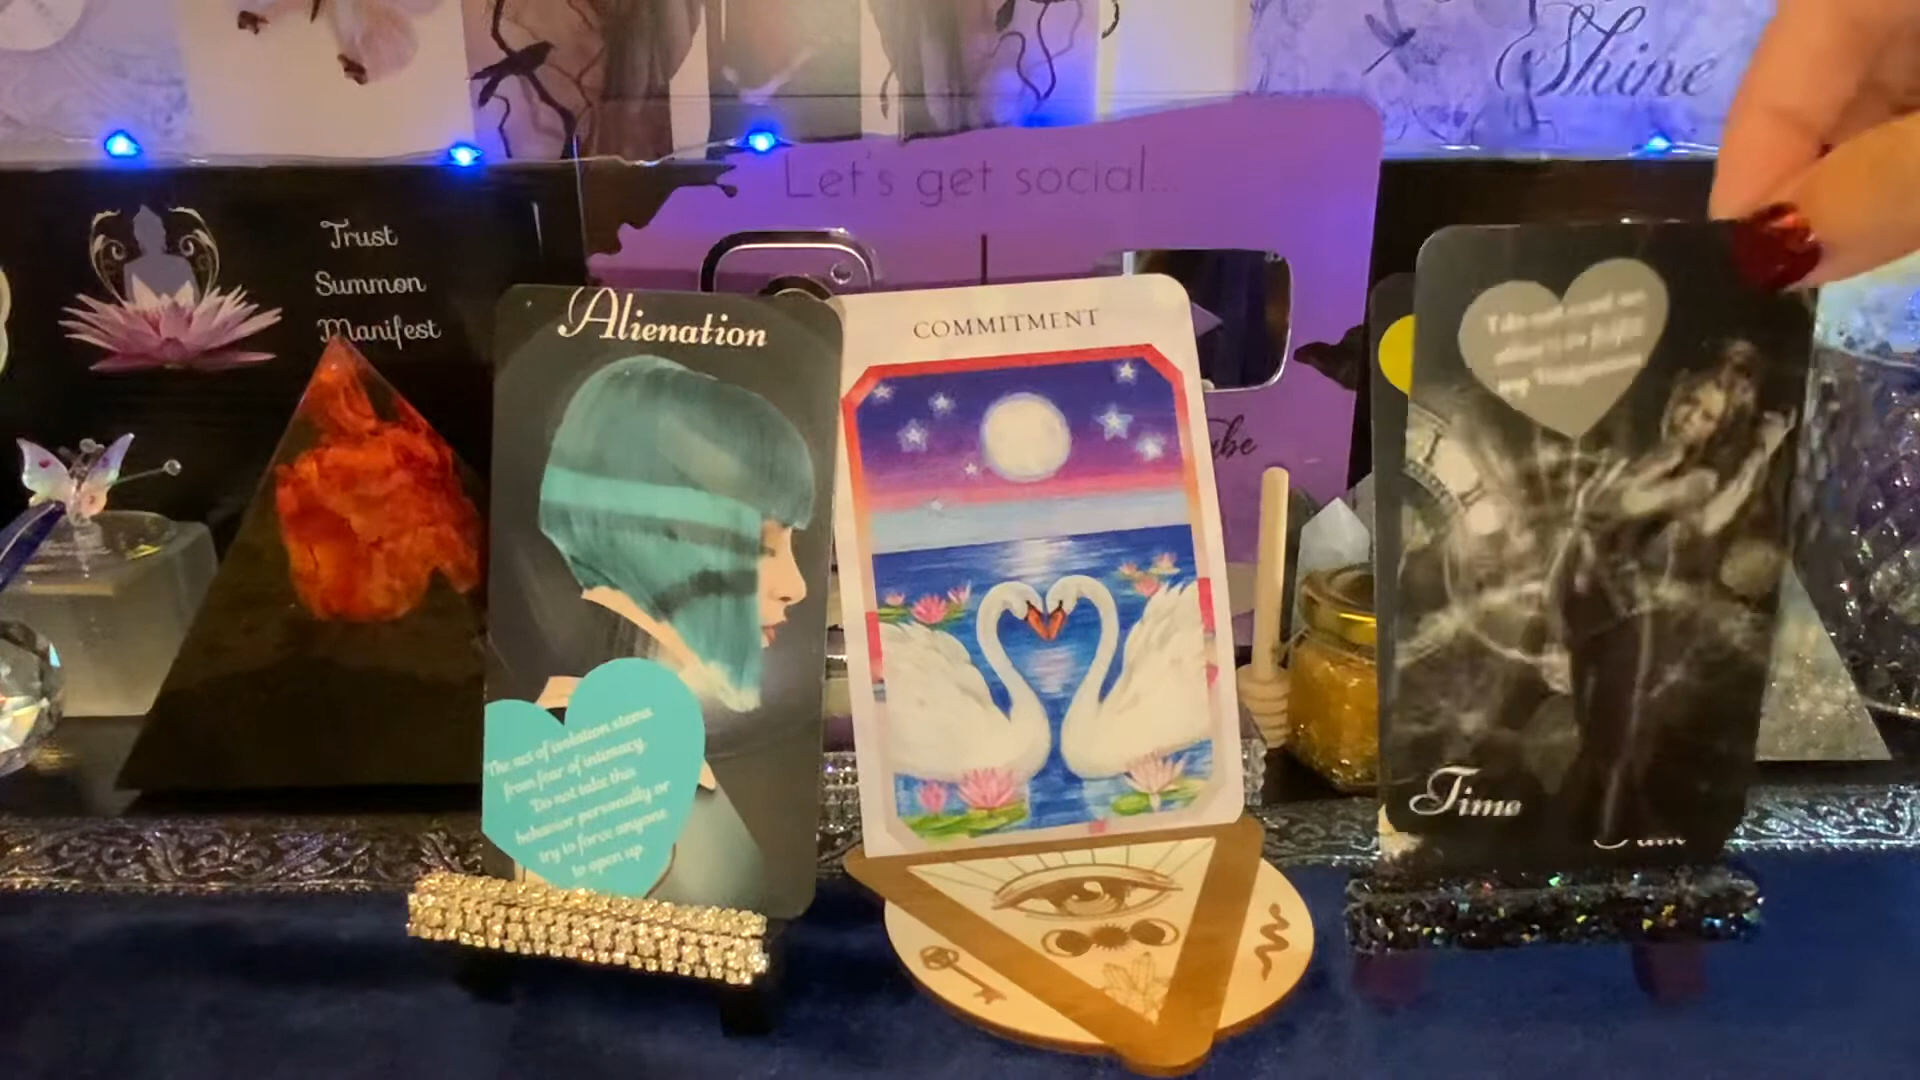 Shine
Let's get social...
Trust
Summon
Manifest
Alienation
COMMITMENT
The act of isolation stems
from fear of intimacy.
Do not take this
behavior personally or
try to force anyone
to open up
Time